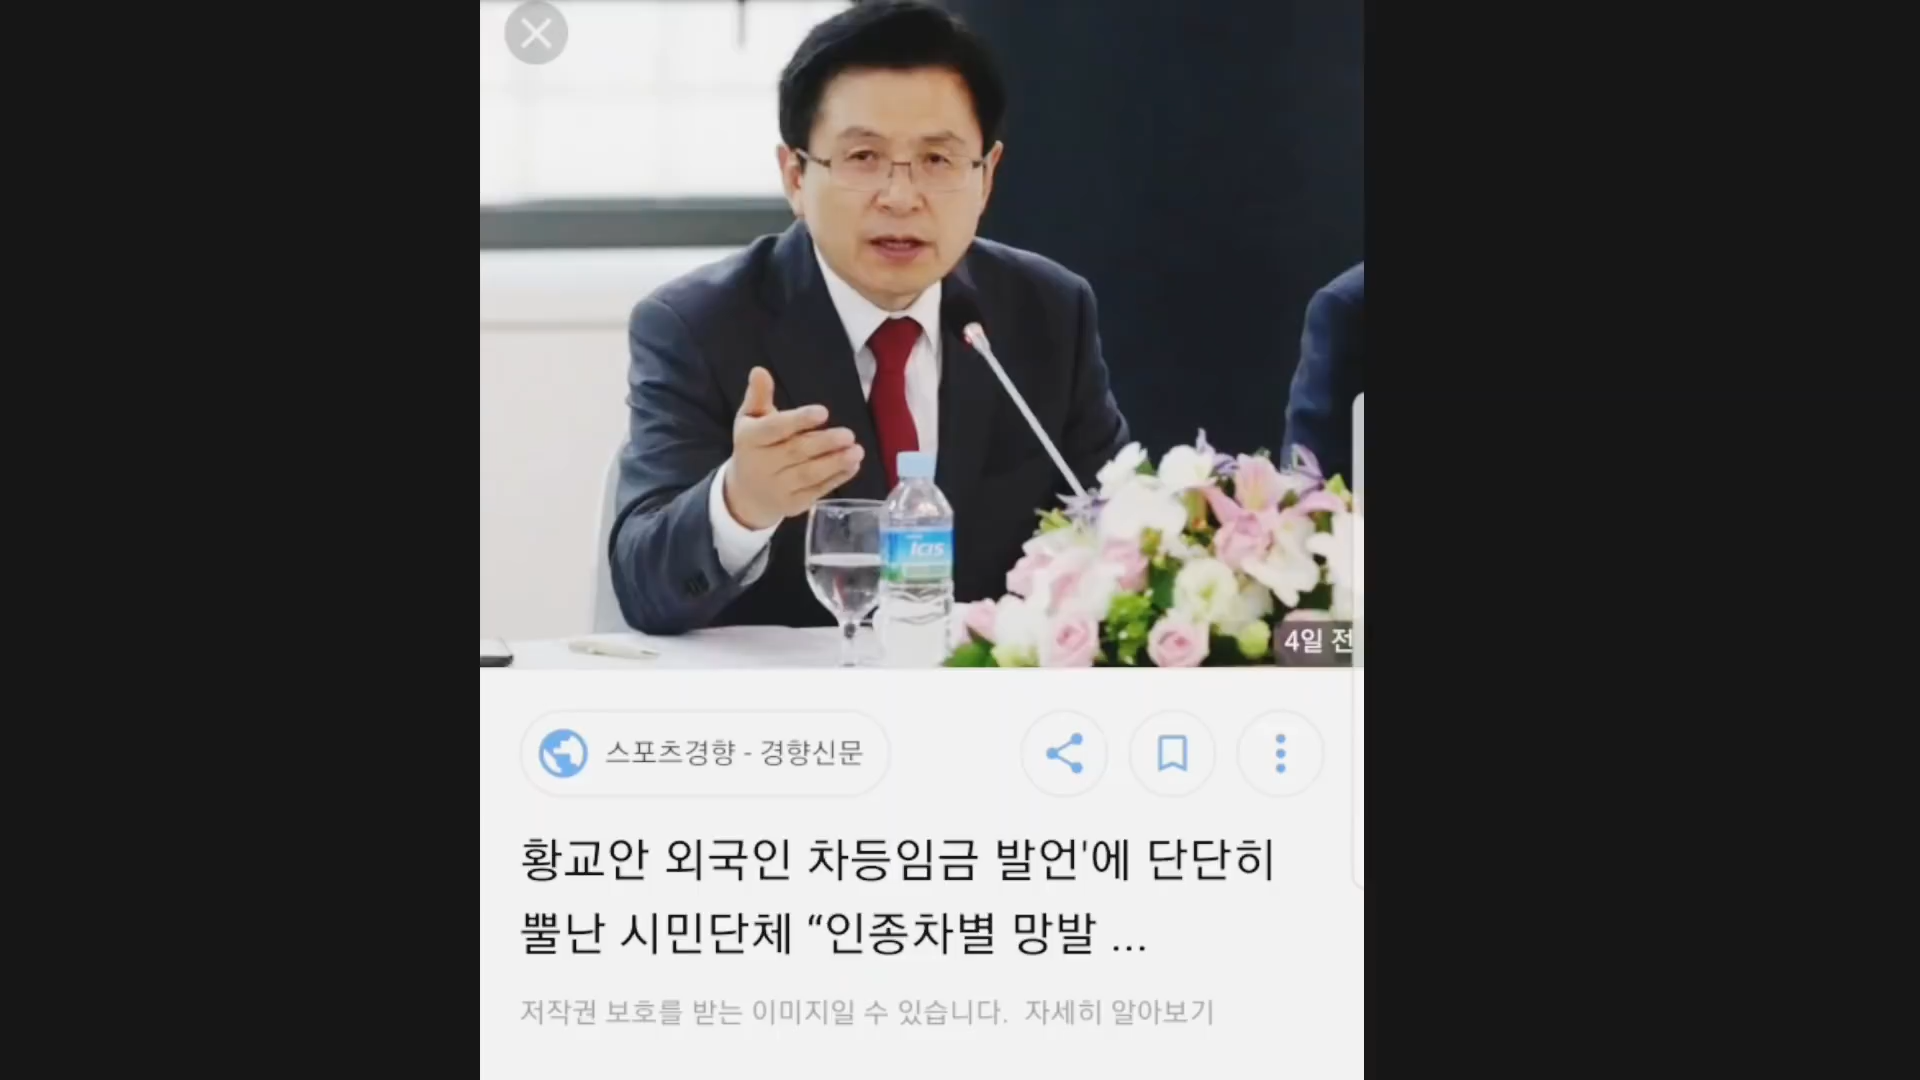 icis
4일 전
스포츠경향 - 경향신문
황교안 외국인 차등임금 발언'에 단단히
뿔난 시민단체 “인종차별 망발 ...
저작권 보호를 받는 이미지일 수 있습니다. 자세히 알아보기